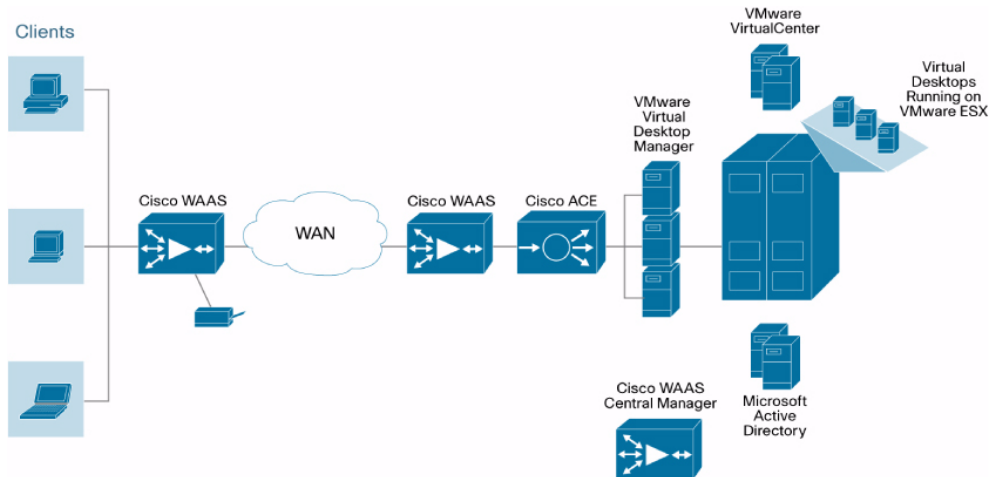 Clients
Cisco WAAS
WAN
Cisco WAAS
Cisco ACE
VMware
Virtual
Desktop
Manager
VMware
VirtualCenter
Virtual
Desktops
Running on
VMware ESX
Cisco WAAS
Central Manager
Microsoft
Active
Directory